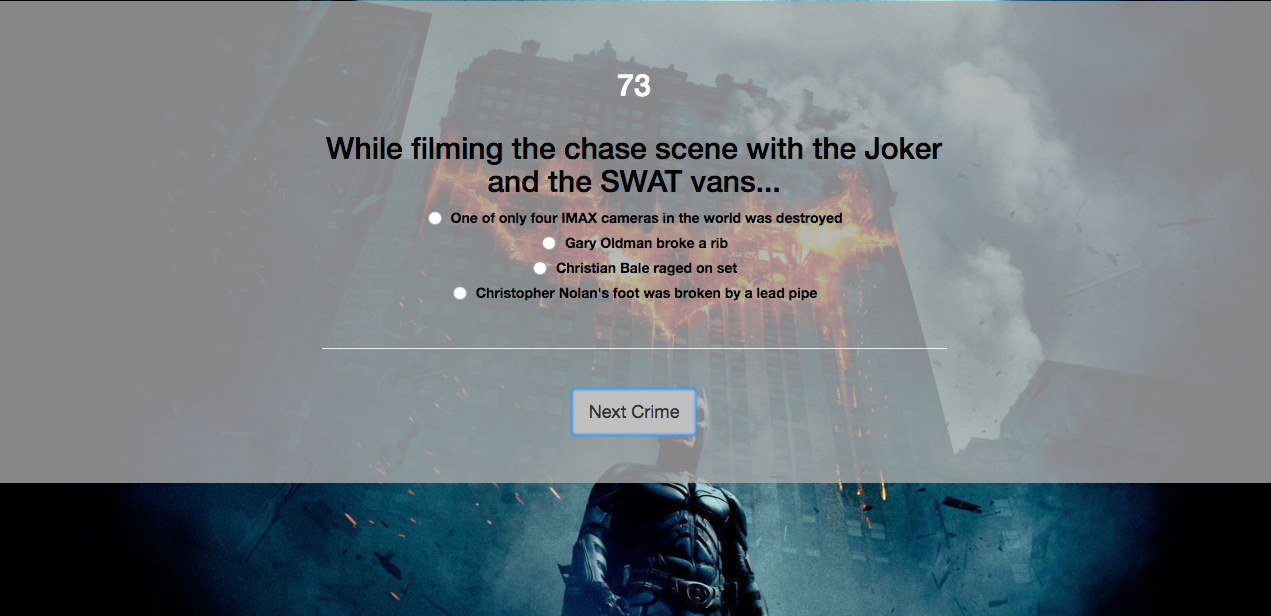 73
While filming the chase scene with the Joker
and the SWAT vans...
One of only four IMAX cameras in the world was destroyed
Gary Oldman broke a rib
Christian Bale raged on set
Christopher Nolan's foot was broken by a lead pipe
Next Crime